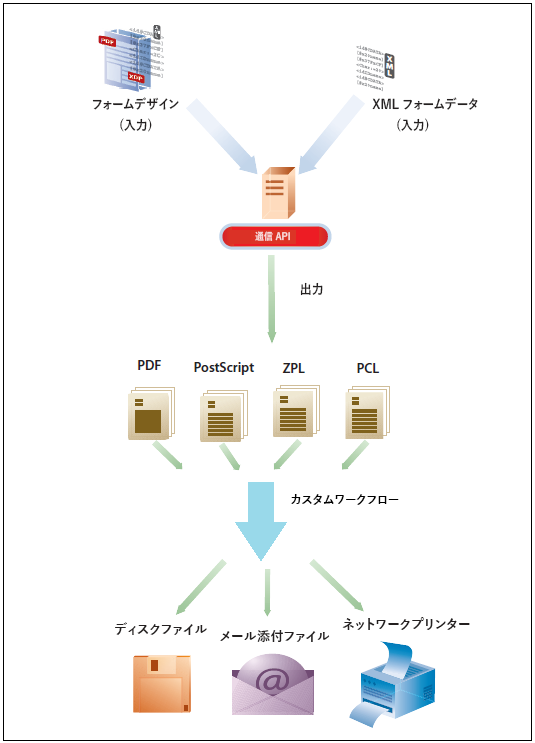 PDF
XDP
XML
XML
フォームデザイン
(入力)
XML フォームデータ
(入力)
通信 API
出力
PDF
PostScript
ZPL
PCL
カスタムワークフロー
ディスクファイル
メール添付ファイル
ネットワークプリンター
@